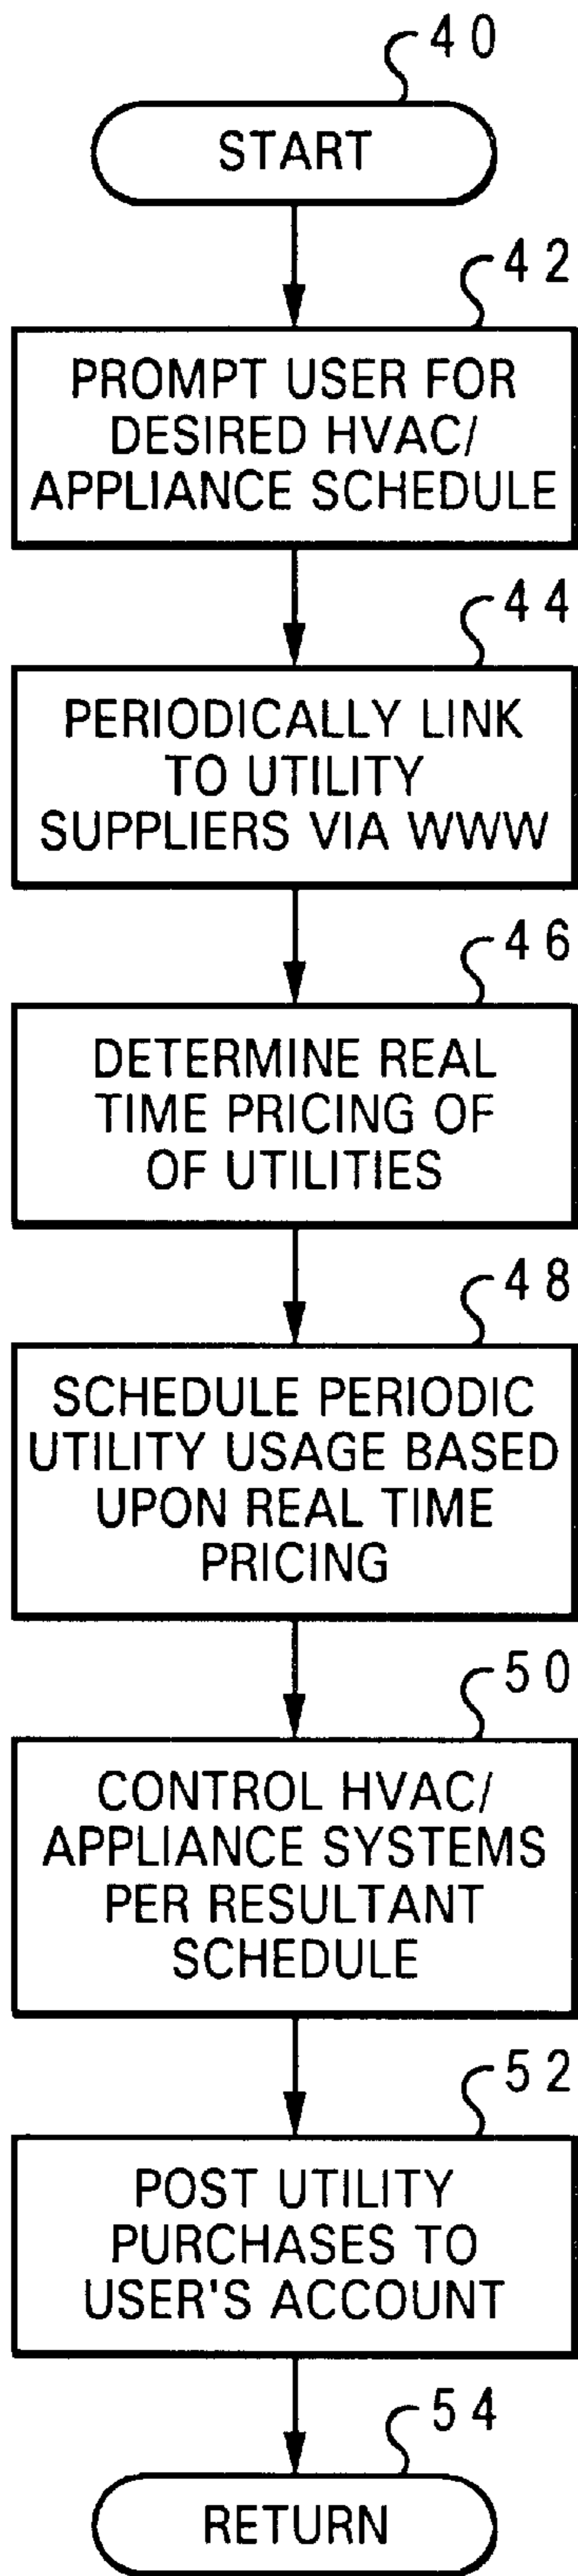 40
START
42
PROMPT USER FOR
DESIRED HVAC/
APPLIANCE SCHEDULE
44
PERIODICALLY LINK
TO UTILITY
SUPPLIERS VIA WWW
46
DETERMINE REAL
TIME PRICING OF
OF UTILITIES
48
SCHEDULE PERIODIC
UTILITY USAGE BASED
UPON REAL TIME
PRICING
50
CONTROL HVAC/
APPLIANCE SYSTEMS
PER RESULTANT
SCHEDULE
52
POST UTILITY
PURCHASES TO
USER'S ACCOUNT
54
RETURN